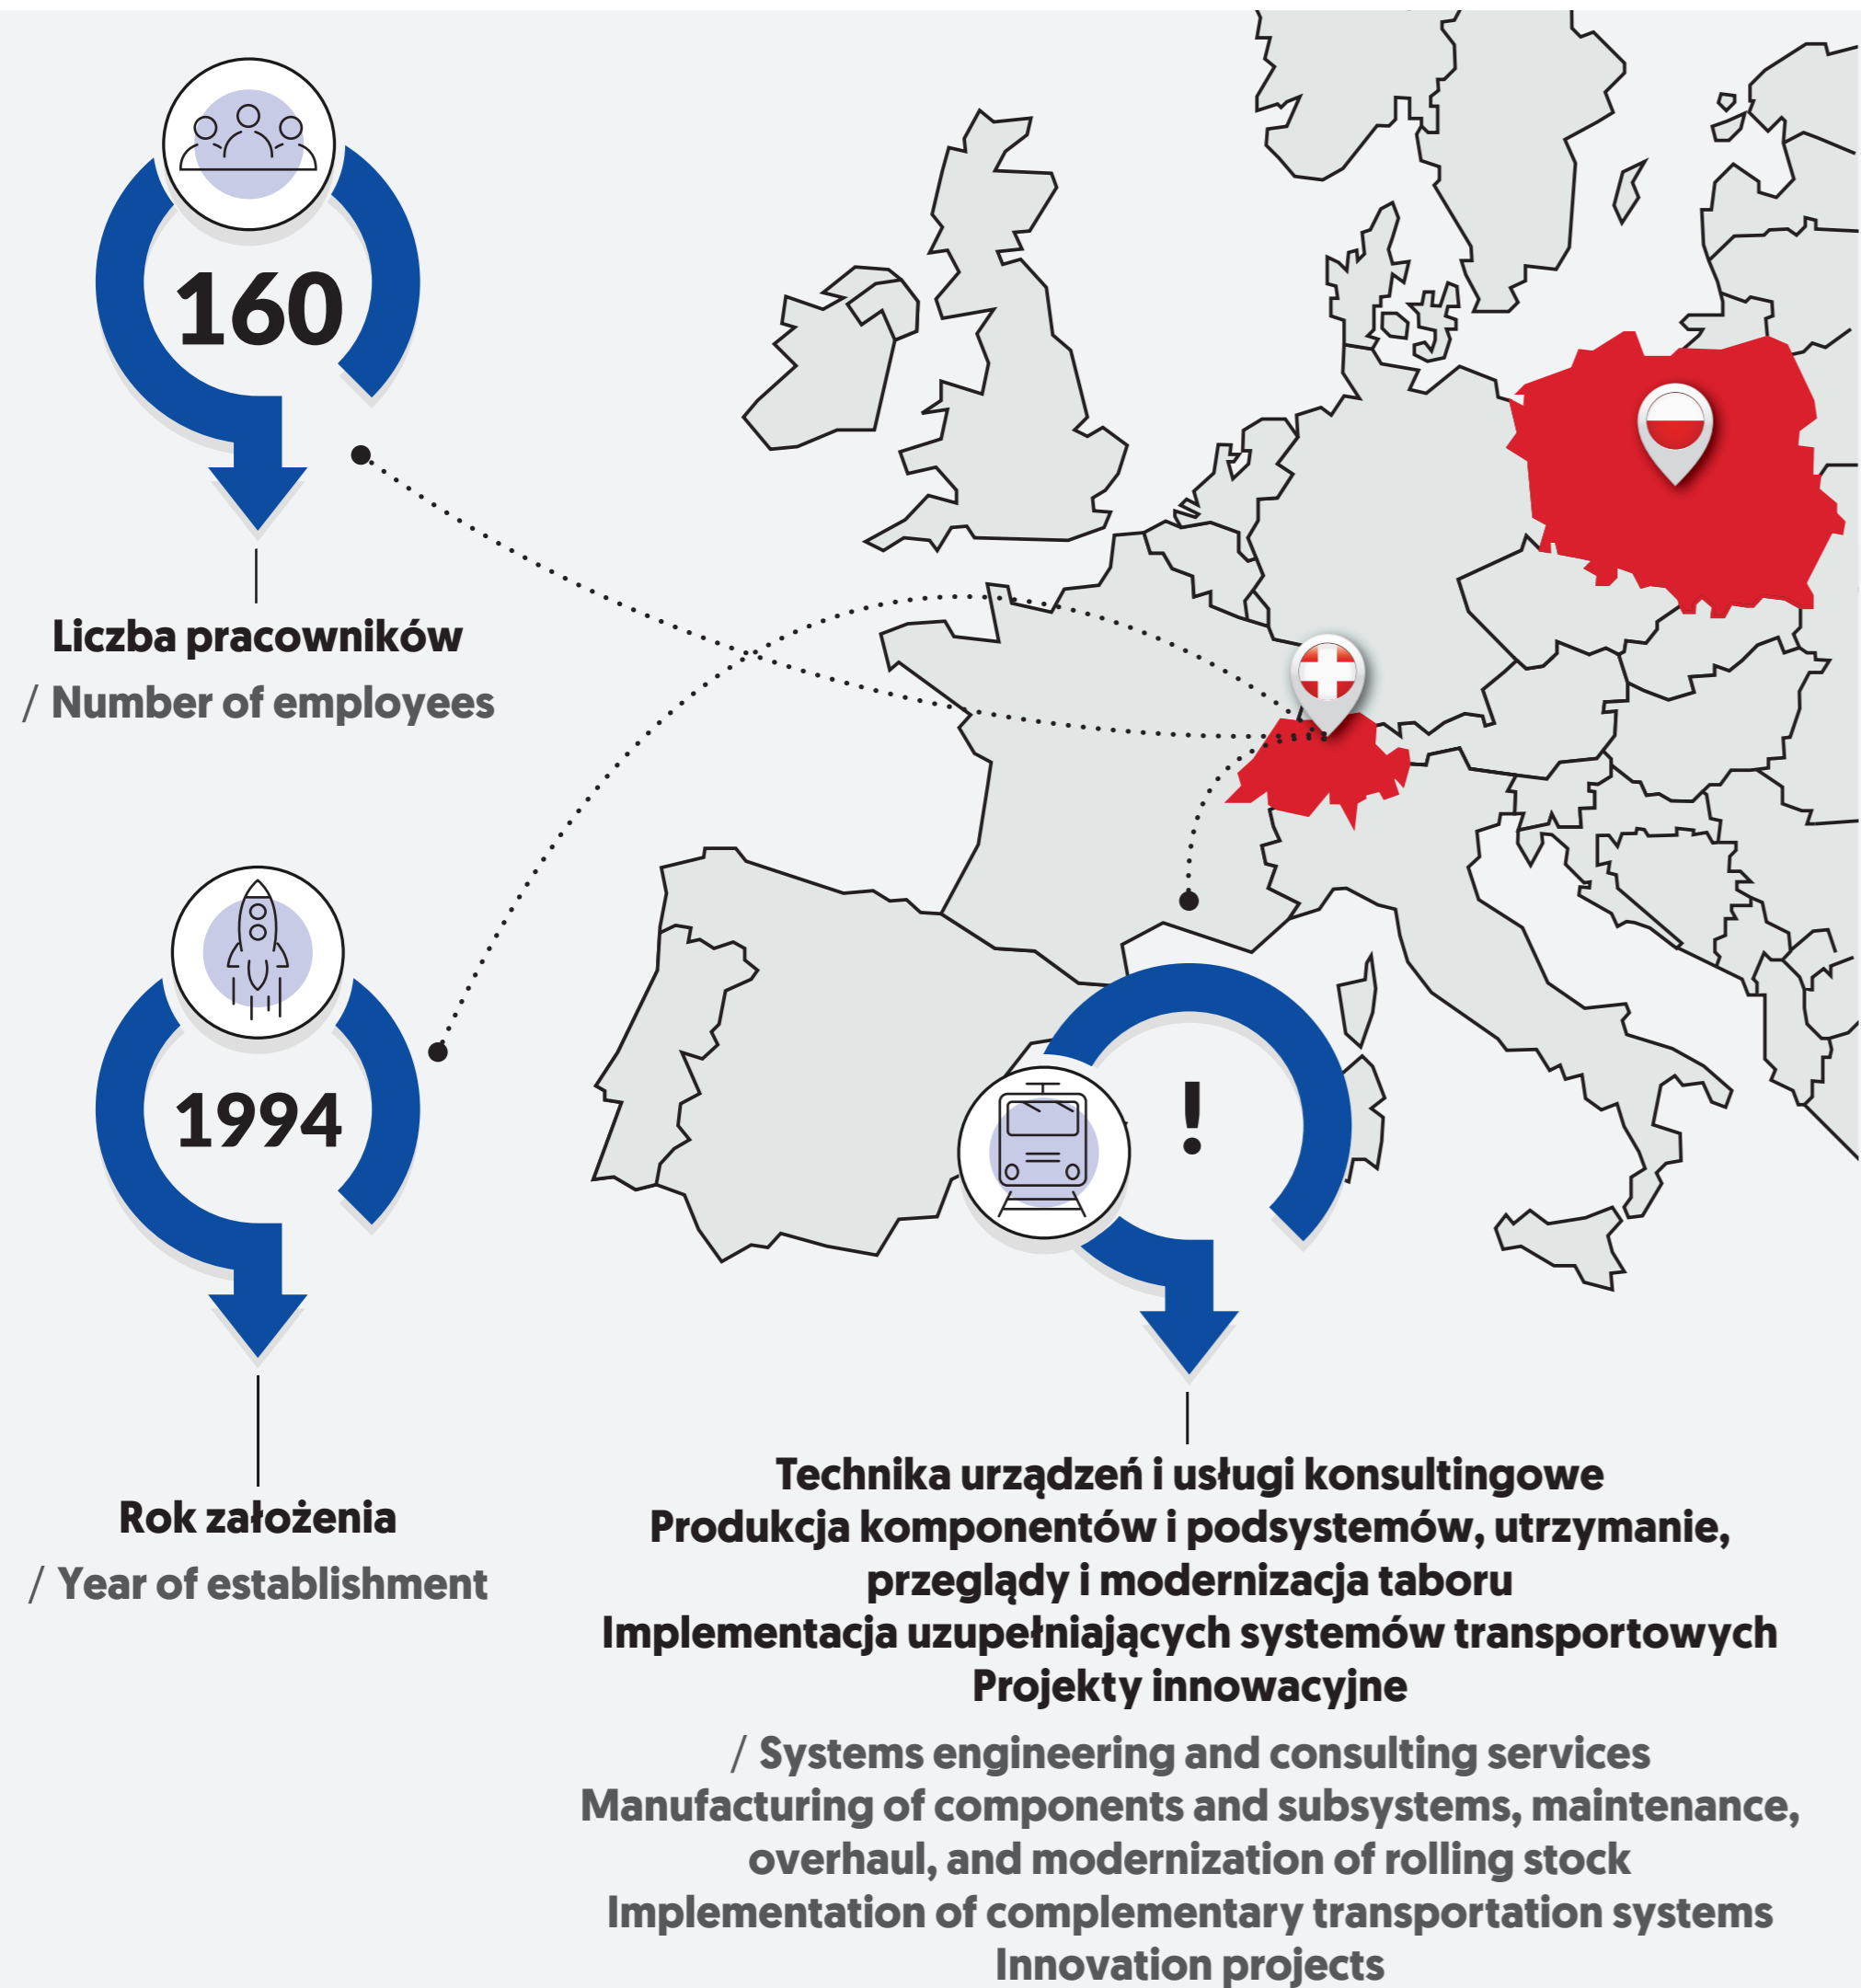 160
Liczba pracowników
/ Number of employees
1994
Rok założenia
/ Year of establishment
!
Technika urządzeń i usługi konsultingowe
Produkcja komponentów i podsystemów, utrzymanie,
przeglądy i modernizacja taboru
Implementacja uzupełniających systemów transportowych
Projekty innowacyjne
/ Systems engineering and consulting services
Manufacturing of components and subsystems, maintenance,
overhaul, and modernization of rolling stock
Implementation of complementary transportation systems
Innovation projects